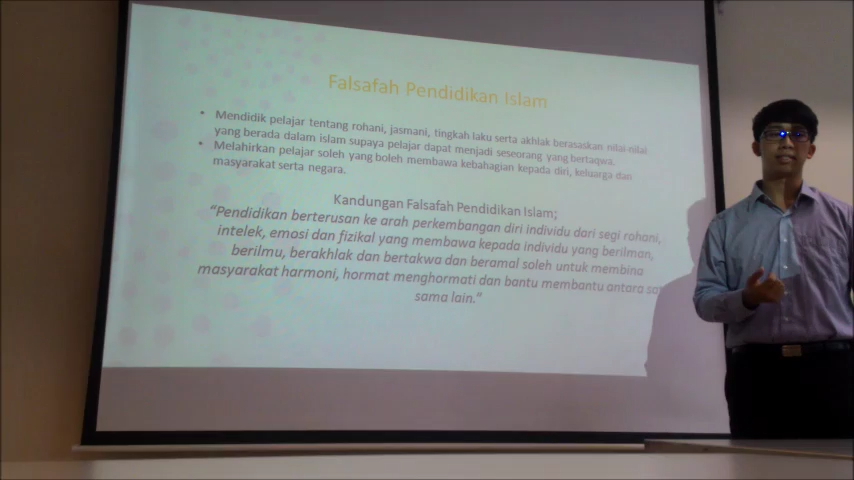 Falsafah Pendidikan Islam
• Mendidik pelajar tentang rohani, jasmani, tingkah laku serta akhlak berasaskan nilai-nilai
yang berada dalam islam supaya pelajar dapat menjadi seseorang yang bertaqwa.
• Melahirkan pelajar soleh yang boleh membawa kebahagian kepada diri, keluarga dan
masyarakat serta negara.
Kandungan Falsafah Pendidikan Islam;
“Pendidikan berterusan ke arah perkembangan diri individu dari segi rohani,
intelek, emosi dan fizikal yang membawa kepada individu yang beriman,
berilmu, berakhlak dan bertakwa dan beramal soleh untuk membina
masyarakat harmoni, hormat menghormati dan bantu membantu antara
sama lain.”